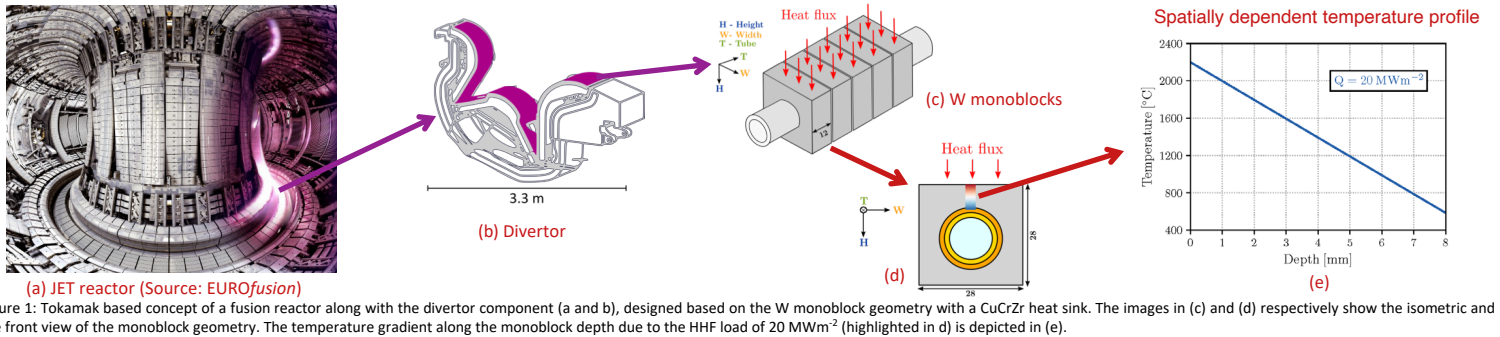 (a) JET reactor (Source: EUROfusion)
3.3 m
(b) Divertor
H - Height
W- Width
T - Tube
T
W
H
Heat flux
12
(c) W monoblocks
Heat flux
T
W
H
28
28
(d)
Spatially dependent temperature profile
Temperature [°C]
2400
2000
1600
1200
800
400
Q = 20 MWm⁻²
0 1 2 3 4 5 6 7 8
Depth [mm]
(e)
ure 1: Tokamak based concept of a fusion reactor along with the divertor component (a and b), designed based on the W monoblock geometry with a CuCrZr heat sink. The images in (c) and (d) respectively show the isometric and
e front view of the monoblock geometry. The temperature gradient along the monoblock depth due to the HHF load of 20 MWm⁻² (highlighted in d) is depicted in (e).